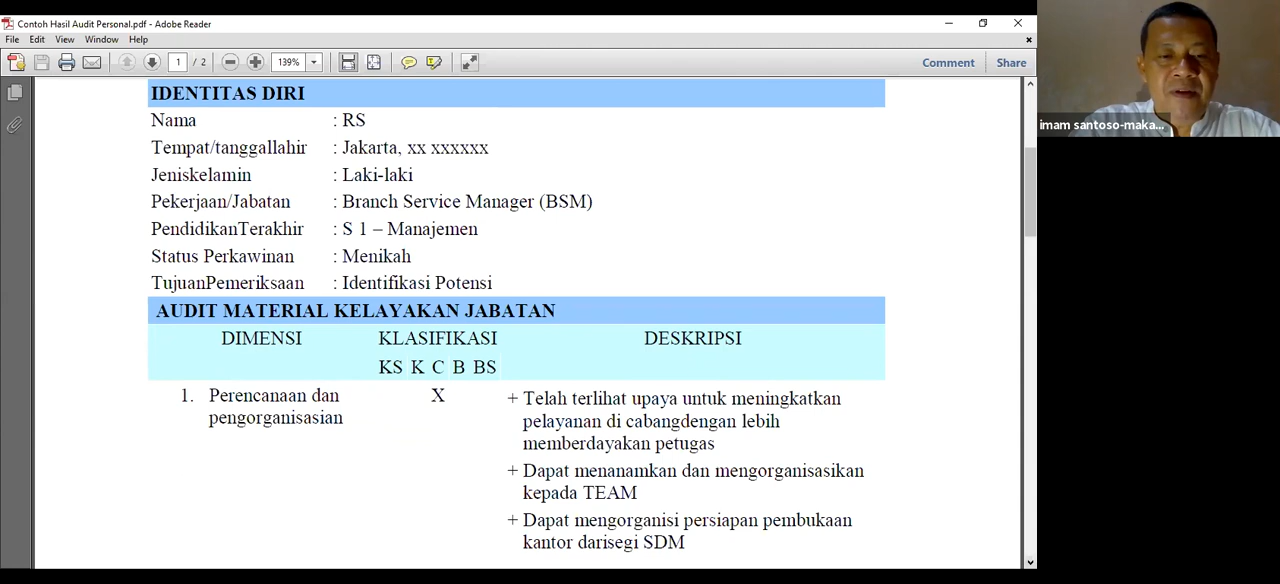 Contoh Hasil Audit Personal.pdf - Adobe Reader
File Edit View Window Help
1 / 2 139% Comment Share
IDENTITAS DIRI
Nama : RS
Tempat/tanggallahir : Jakarta, xx xxxxxx
Jeniskelamin : Laki-laki
Pekerjaan/Jabatan : Branch Service Manager (BSM)
PendidikanTerakhir : S 1 – Manajemen
Status Perkawinan : Menikah
TujuanPemeriksaan : Identifikasi Potensi
AUDIT MATERIAL KELAYAKAN JABATAN
DIMENSI KLASIFIKASI DESKRIPSI
KS K C B BS
1. Perencanaan dan pengorganisasian X
+ Telah terlihat upaya untuk meningkatkan
pelayanan di cabangdengan lebih
memberdayakan petugas
+ Dapat menanamkan dan mengorganisasikan
kepada TEAM
+ Dapat mengorganisi persiapan pembukaan
kantor darisegi SDM
imam santoso-maka...